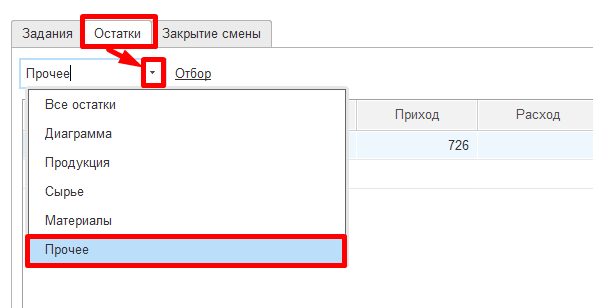 Задания Остатки Закрытие смены
Прочее Отбор
Все остатки
Приход Расход
Диаграмма
726
Продукция
Сырье
Материалы
Прочее